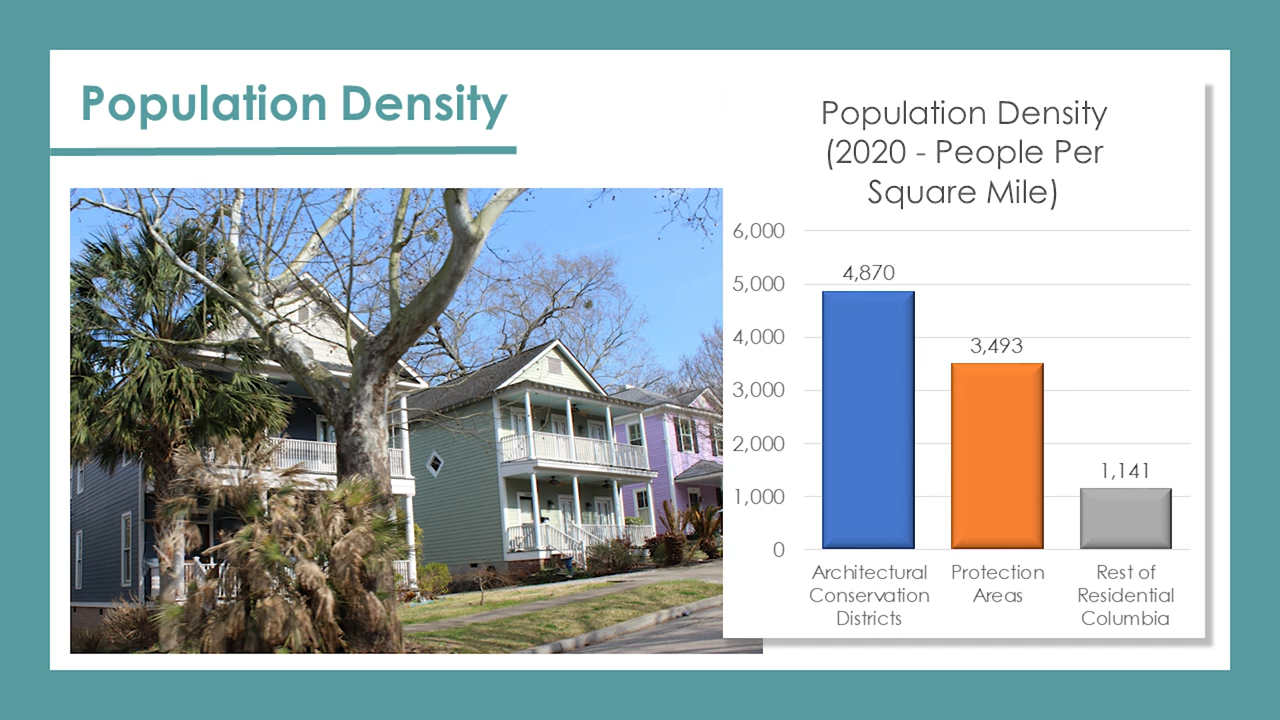 Population Density
Population Density
(2020 - People Per
Square Mile)
6,000
5,000
4,000
3,000
2,000
1,000
0
4,870
3,493
1,141
Architectural
Conservation
Districts
Protection
Areas
Rest of
Residential
Columbia